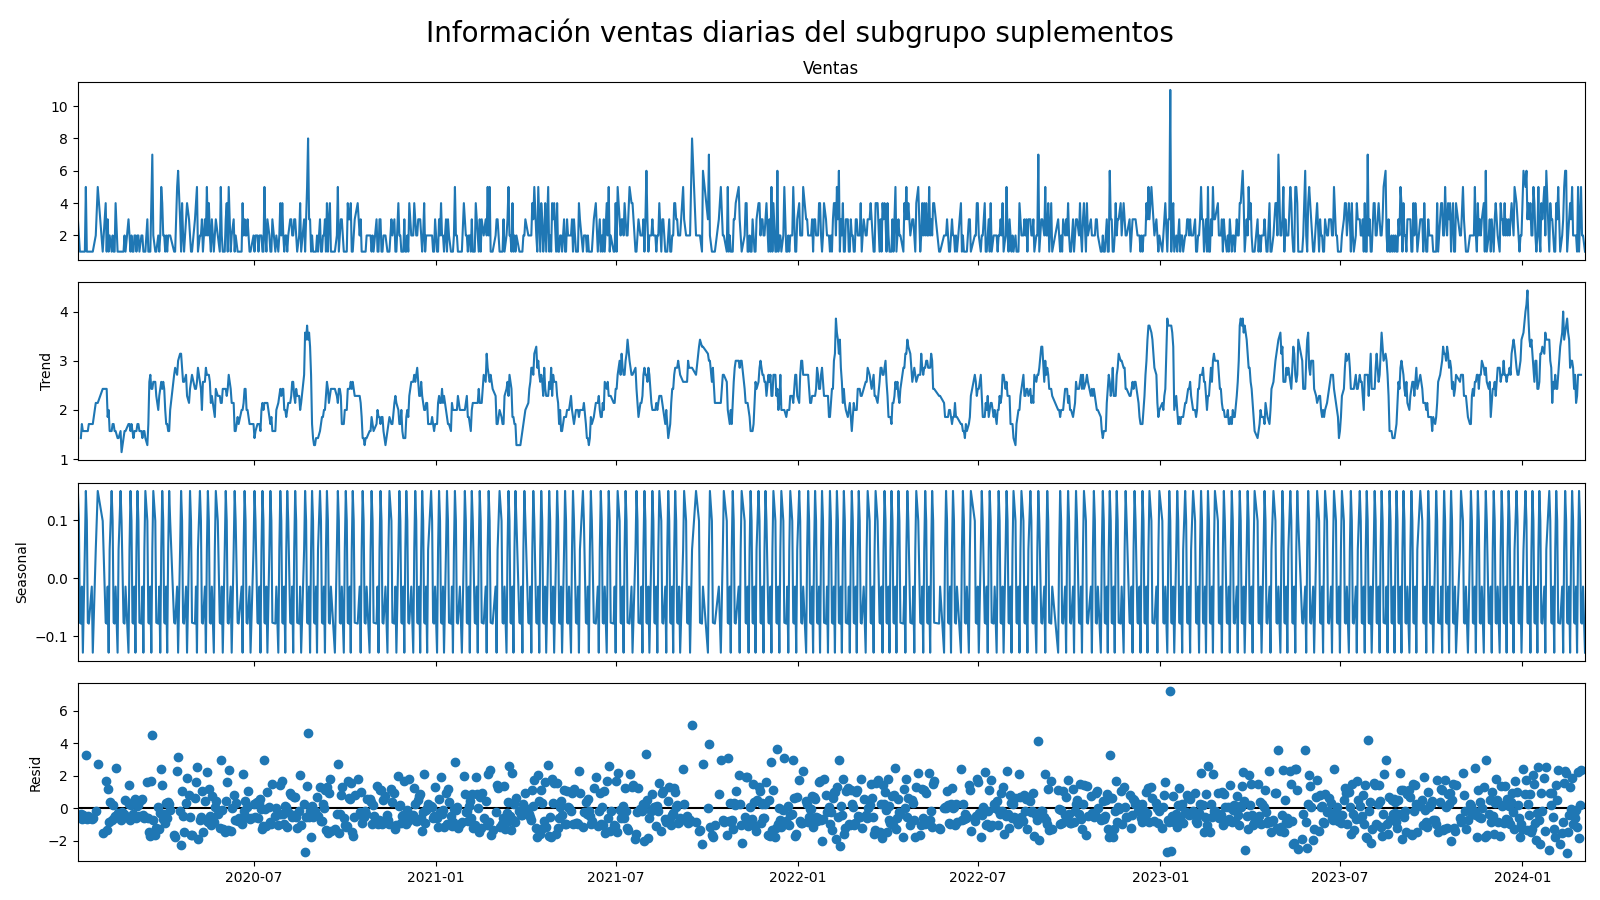 Información ventas diarias del subgrupo suplementos
Ventas
10
8
6
4
2
Trend
4
3
2
1
Seasonal
0.1
0.0
−0.1
Resid
6
4
2
0
−2
2020-07 2021-01 2021-07 2022-01 2022-07 2023-01 2023-07 2024-01